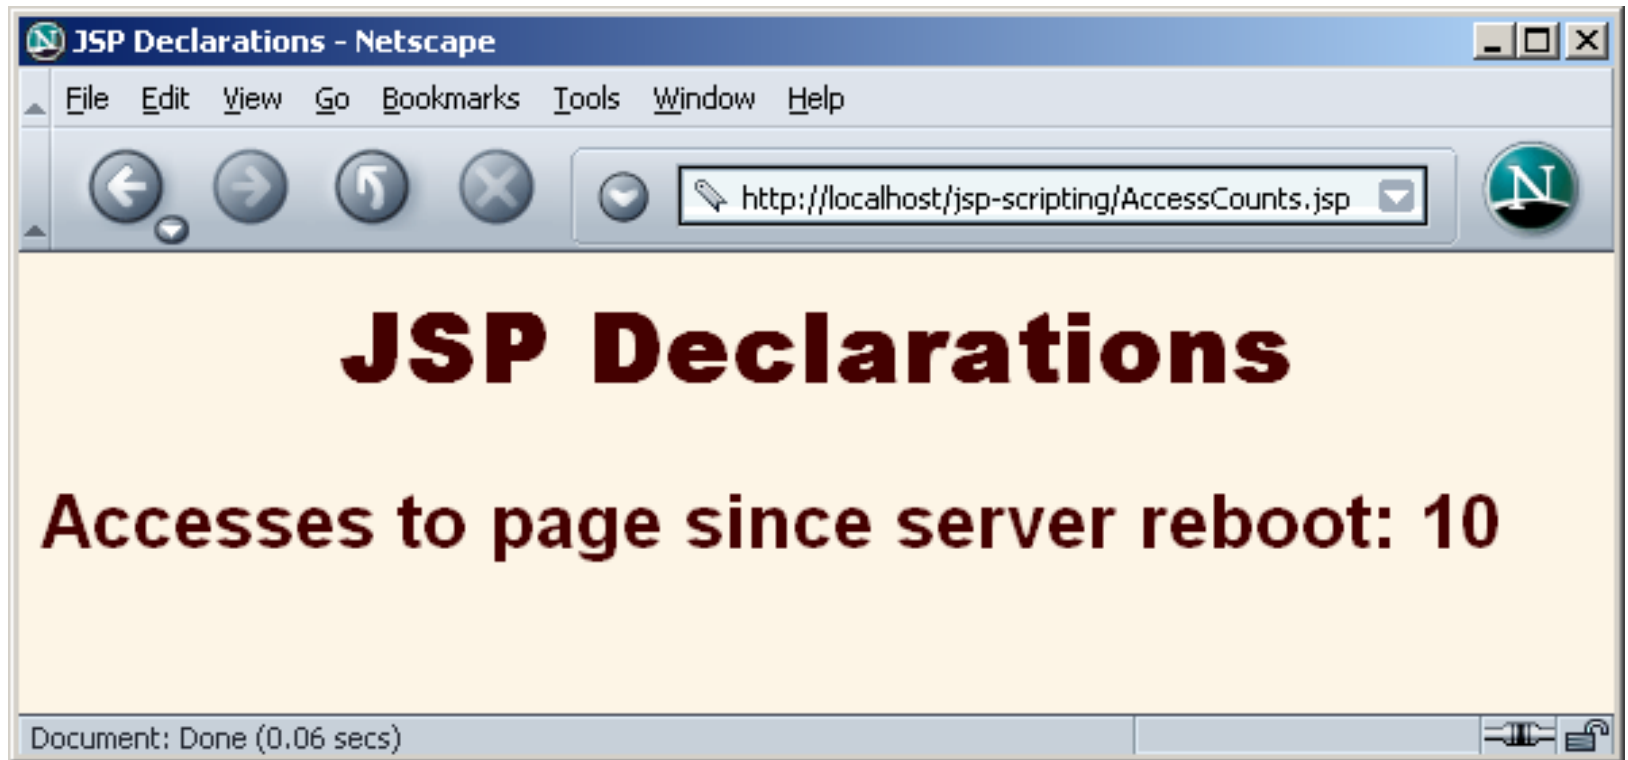 JSP Declarations - Netscape
File Edit View Go Bookmarks Tools Window Help
http://localhost/jsp-scripting/AccessCounts.jsp
N
JSP Declarations
Accesses to page since server reboot: 10
Document: Done (0.06 secs)